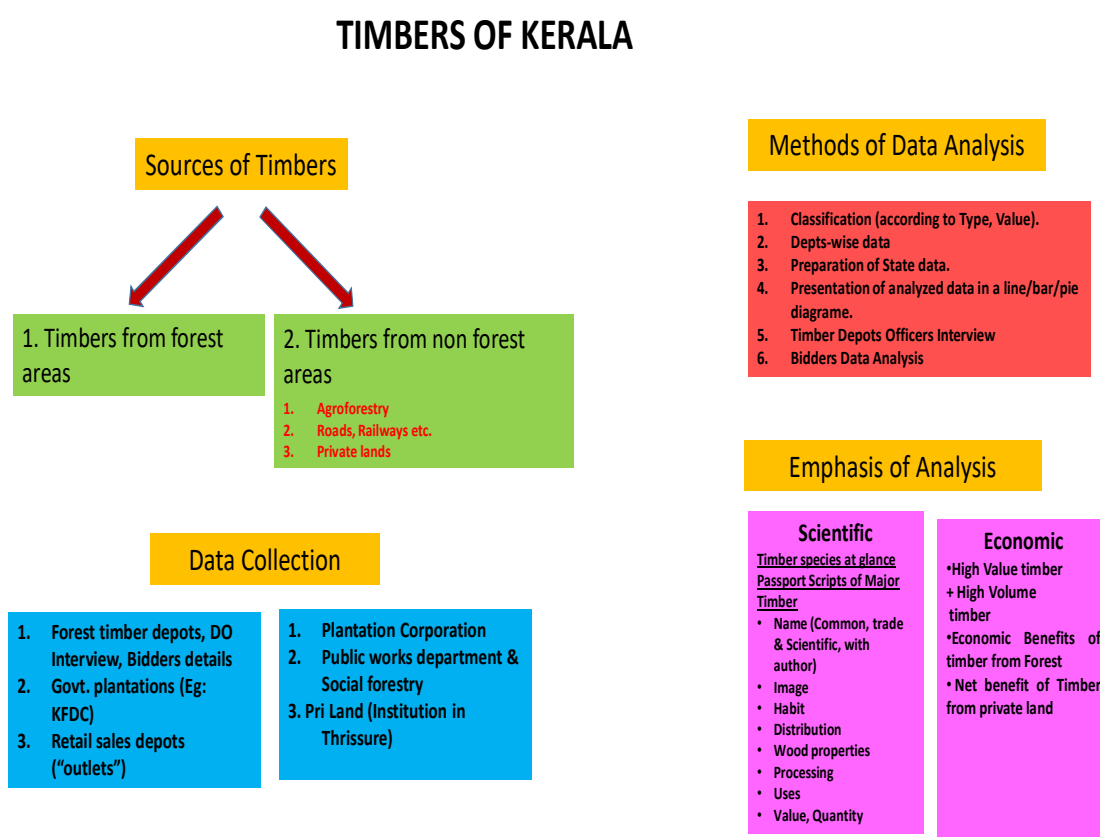 TIMBERS OF KERALA
Sources of Timbers
1. Timbers from forest
areas
2. Timbers from non forest
areas
1. Agroforestry
2. Roads, Railways etc.
3. Private lands
Data Collection
1. Forest timber depots, DO
Interview, Bidders details
2. Govt. plantations (Eg:
KFDC)
3. Retail sales depots
(“outlets”)
1. Plantation Corporation
2. Public works department &
Social forestry
3. Pri Land (Institution in
Thrissure)
Methods of Data Analysis
1. Classification (according to Type, Value).
2. Depts-wise data
3. Preparation of State data.
4. Presentation of analyzed data in a line/bar/pie
diagrame.
5. Timber Depots Officers Interview
6. Bidders Data Analysis
Emphasis of Analysis
Scientific
Timber species at glance
Passport Scripts of Major
Timber
• Name (Common, trade
& Scientific, with
author)
• Image
• Habit
• Distribution
• Wood properties
• Processing
• Uses
• Value, Quantity
Economic
•High Value timber
+ High Volume
timber
•Economic Benefits of
timber from Forest
• Net benefit of Timber
from private land